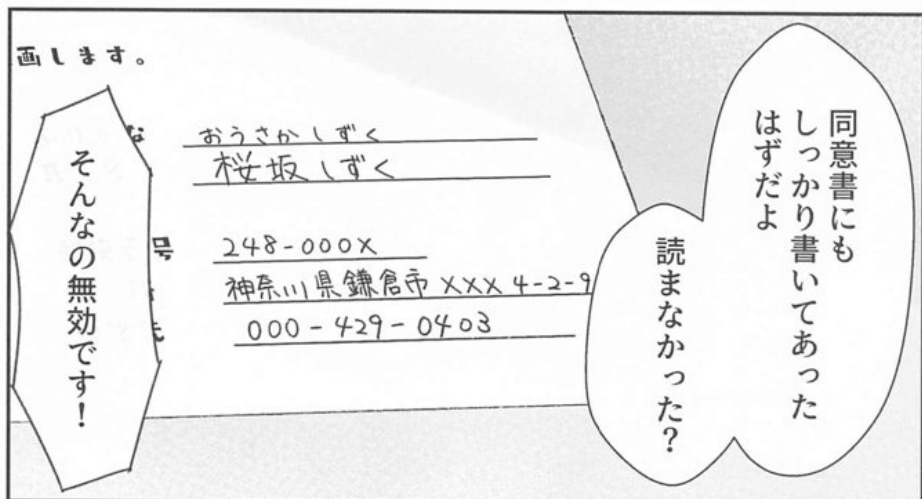 同意書にも
しっかり書いてあった
はずだよ
読まなかった？
画します。
な
おうさかしずく
桜坂しずく
号
248-000X
神奈川県鎌倉市×××4-2-9
000-429-0403
そんなの無効です！